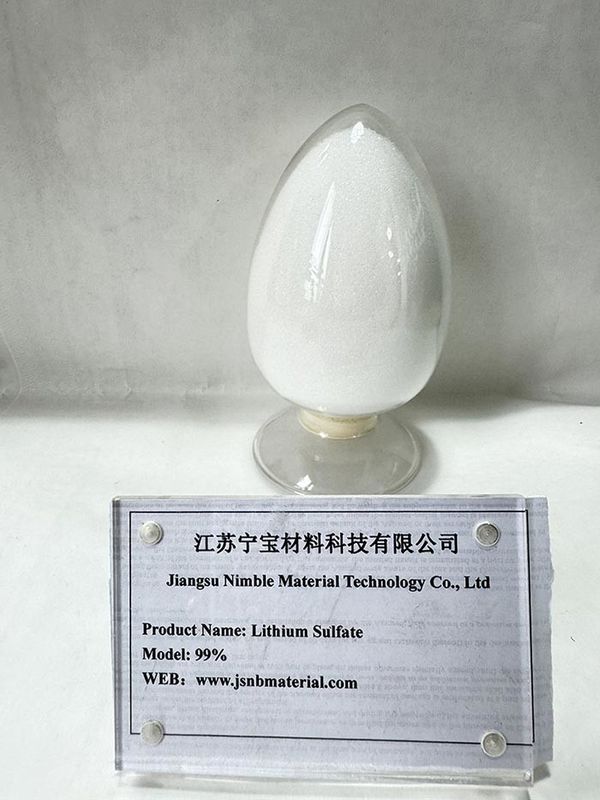 江苏宁宝材料科技有限公司
Jiangsu Nimble Material Technology Co., Ltd
Product Name: Lithium Sulfate
Model: 99%
WEB：www.jsnbmaterial.com